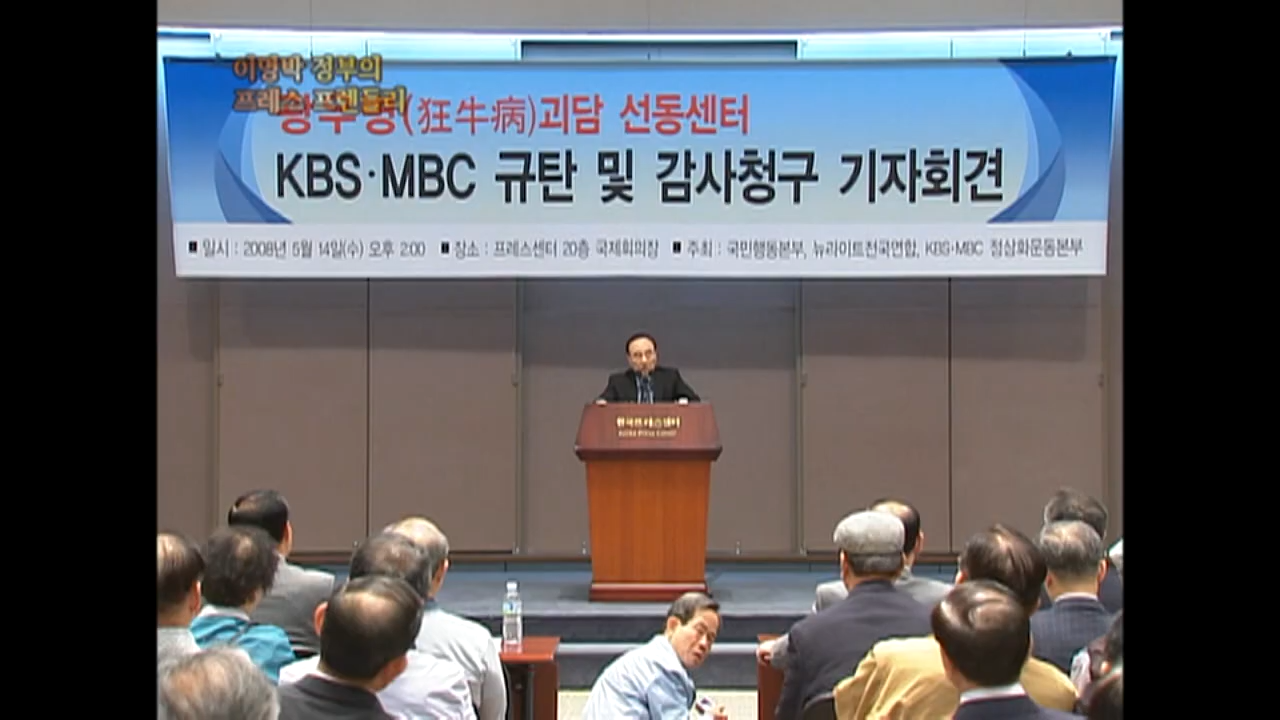 이명박 정부의
프레스 프렌들리
광우병(狂牛病)괴담 선동센터
KBS·MBC 규탄 및 감사청구 기자회견
■ 일시 : 2008년 5월 14일(수) 오후 2:00 ■ 장소 : 프레스센터 20층 국제회의장 ■ 주최 : 국민행동본부, 뉴라이트전국연합, KBS·MBC 정상화운동본부
한국프레스센터